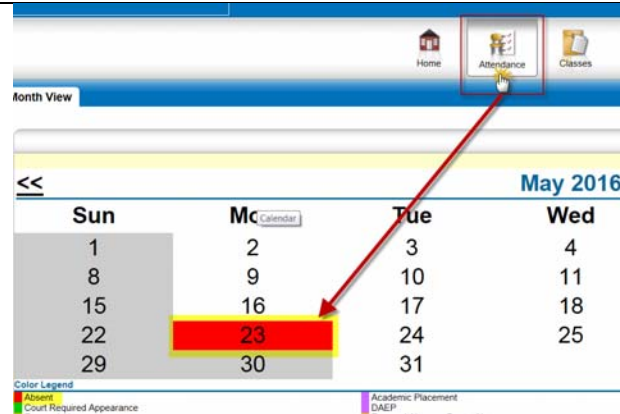 Home Attendance Classes
Month View
<< May 2016
Sun Mo Calendar Tue Wed
1 2 3 4
8 9 10 11
15 16 17 18
22 23 24 25
29 30 31
Color Legend
Absent Academic Placement
Court Required Appearance DAEP